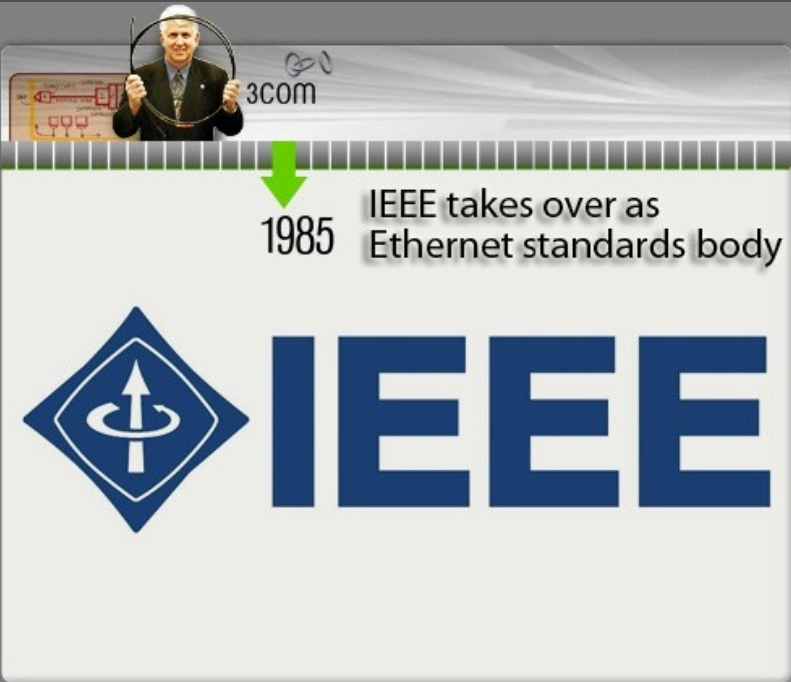 3COM
1985
IEEE takes over as
Ethernet standards body
IEEE